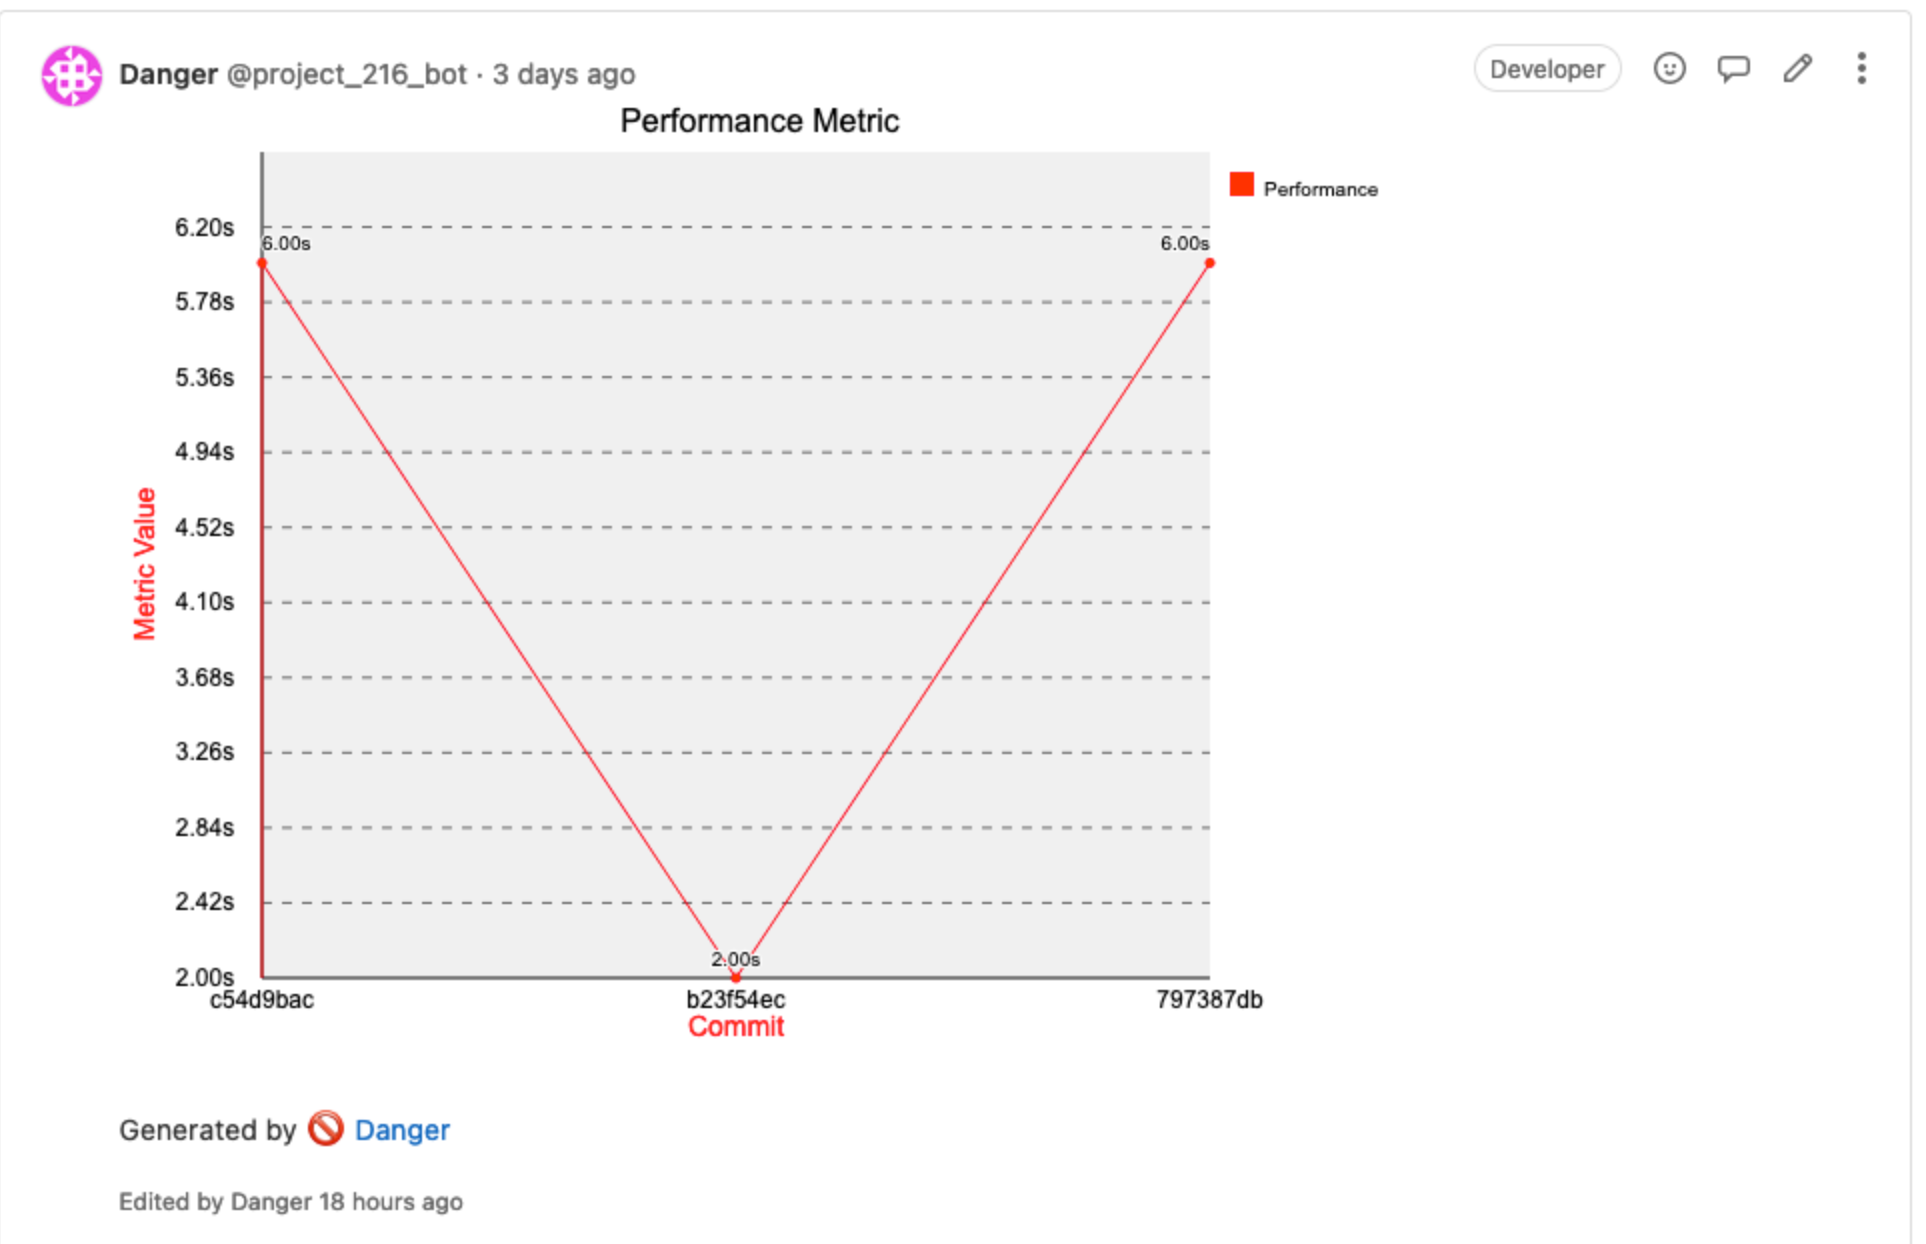 Danger @project_216_bot · 3 days ago
Developer
Performance Metric
Performance
6.20s
6.00s
6.00s
5.78s
5.36s
4.94s
4.52s
4.10s
3.68s
3.26s
2.84s
2.42s
2.00s
2.00s
Metric Value
c54d9bac b23f54ec 797387db
Commit
Generated by 🚫 Danger
Edited by Danger 18 hours ago